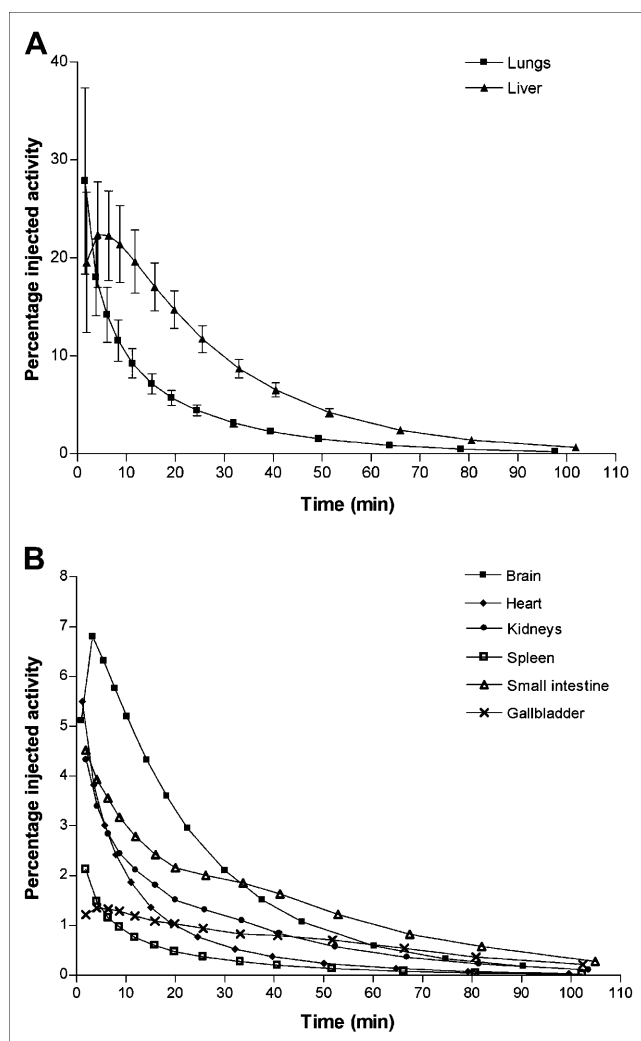 A
40
30
20
10
0
Percentage injected activity
Lungs
Liver
0 10 20 30 40 50 60 70 80 90 100 110
Time (min)
B
8
7
6
5
4
3
2
1
0
Percentage injected activity
Brain
Heart
Kidneys
Spleen
Small intestine
Gallbladder
0 10 20 30 40 50 60 70 80 90 100 110
Time (min)